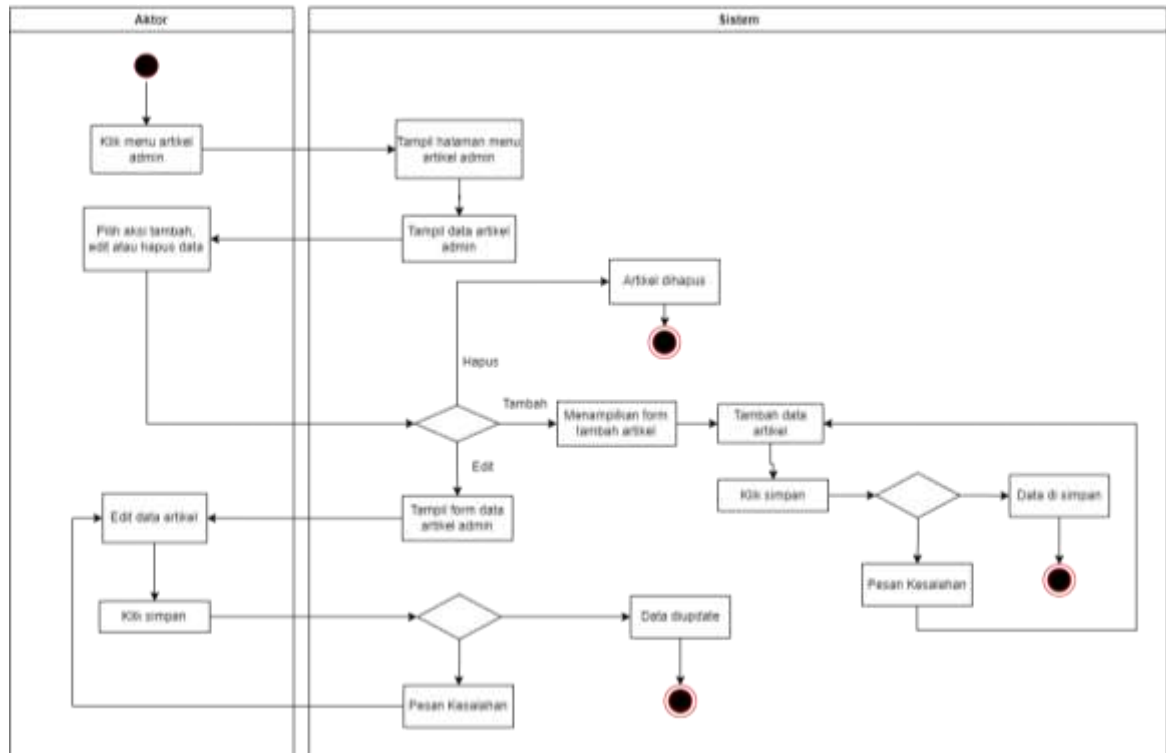 Aktor
Sistem
Klik menu artikel
admin
Tampil halaman menu
artikel admin
Pilih aksi tambah,
edit atau hapus data
Tampil data artikel
admin
Artikel dihapus
Hapus
Tambah
Menampilkan form
tambah artikel
Tambah data
artikel
Edit
Klik simpan
Data di simpan
Edit data artikel
Tampil form data
artikel admin
Pesan Kesalahan
Klik simpan
Data diupdate
Pesan Kesalahan